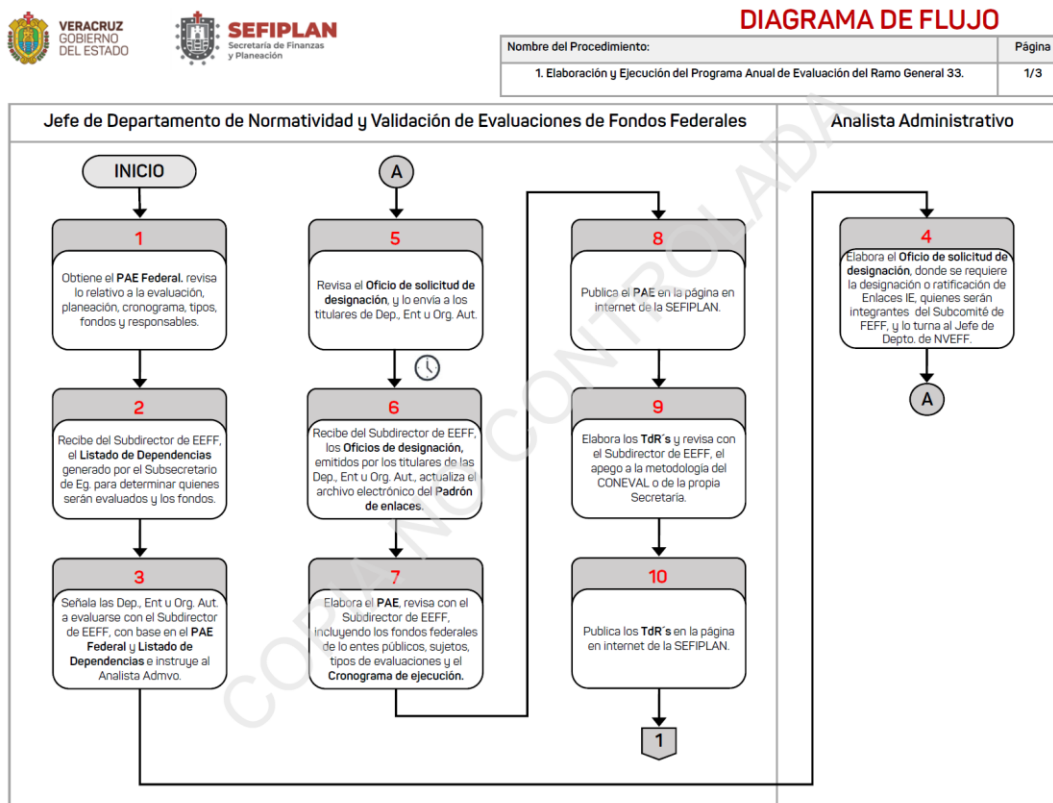 VERACRUZ
GOBIERNO
DEL ESTADO
SEFIPLAN
Secretaría de Finanzas
y Planeación
DIAGRAMA DE FLUJO
Nombre del Procedimiento:
Página
1. Elaboración y Ejecución del Programa Anual de Evaluación del Ramo General 33.
1/3
Jefe de Departamento de Normatividad y Validación de Evaluaciones de Fondos Federales
Analista Administrativo
INICIO
1
Obtiene el PAE Federal. revisa
lo relativo a la evaluación,
planeación, cronograma, tipos,
fondos y responsables.
2
Recibe del Subdirector de EEFF,
el Listado de Dependencias
generado por el Subsecretario
de Eg. para determinar quienes
serán evaluados y los fondos.
3
Señala las Dep., Ent u Org. Aut.
a evaluarse con el Subdirector
de EEFF, con base en el PAE
Federal y Listado de
Dependencias e instruye al
Analista Admvo.
A
5
Revisa el Oficio de solicitud de
designación, y lo envía a los
titulares de Dep., Ent u Org. Aut.
6
Recibe del Subdirector de EEFF,
los Oficios de designación,
emitidos por los titulares de las
Dep., Ent u Org. Aut., actualiza el
archivo electrónico del Padrón
de enlaces.
7
Elabora el PAE, revisa con el
Subdirector de EEFF,
incluyendo los fondos federales
de lo entes públicos, sujetos,
tipos de evaluaciones y el
Cronograma de ejecución.
8
Publica el PAE en la página en
internet de la SEFIPLAN.
9
Elabora los TdR´s y revisa con
el Subdirector de EEFF, el
apego a la metodología del
CONEVAL o de la propia
Secretaría.
10
Publica los TdR´s en la página
en internet de la SEFIPLAN.
1
4
Elabora el Oficio de solicitud de
designación, donde se requiere
la designación o ratificación de
Enlaces IE, quienes serán
integrantes del Subcomité de
FEFF, y lo turna al Jefe de
Depto. de NVEFF.
A
COPIA NO CONTROLADA